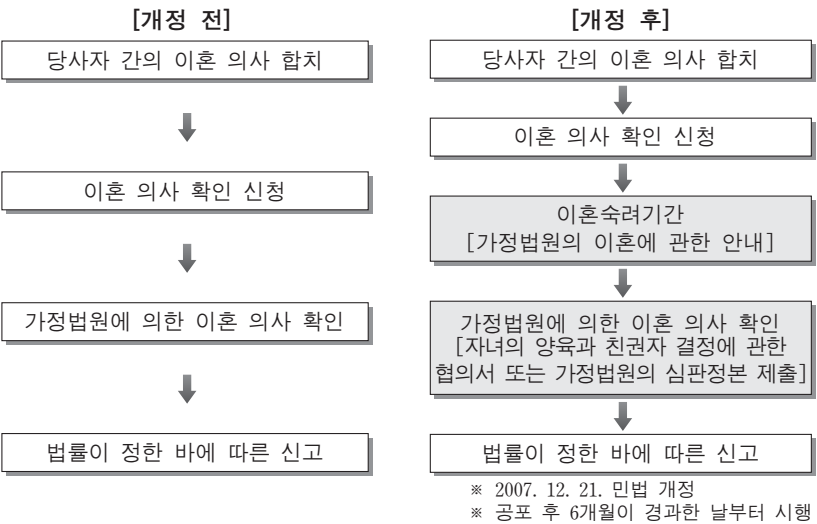 [개정 전]
당사자 간의 이혼 의사 합치
이혼 의사 확인 신청
가정법원에 의한 이혼 의사 확인
법률이 정한 바에 따른 신고
[개정 후]
당사자 간의 이혼 의사 합치
이혼 의사 확인 신청
이혼숙려기간
[가정법원의 이혼에 관한 안내]
가정법원에 의한 이혼 의사 확인
[자녀의 양육과 친권자 결정에 관한
협의서 또는 가정법원의 심판정본 제출]
법률이 정한 바에 따른 신고
※ 2007. 12. 21. 민법 개정
※ 공포 후 6개월이 경과한 날부터 시행